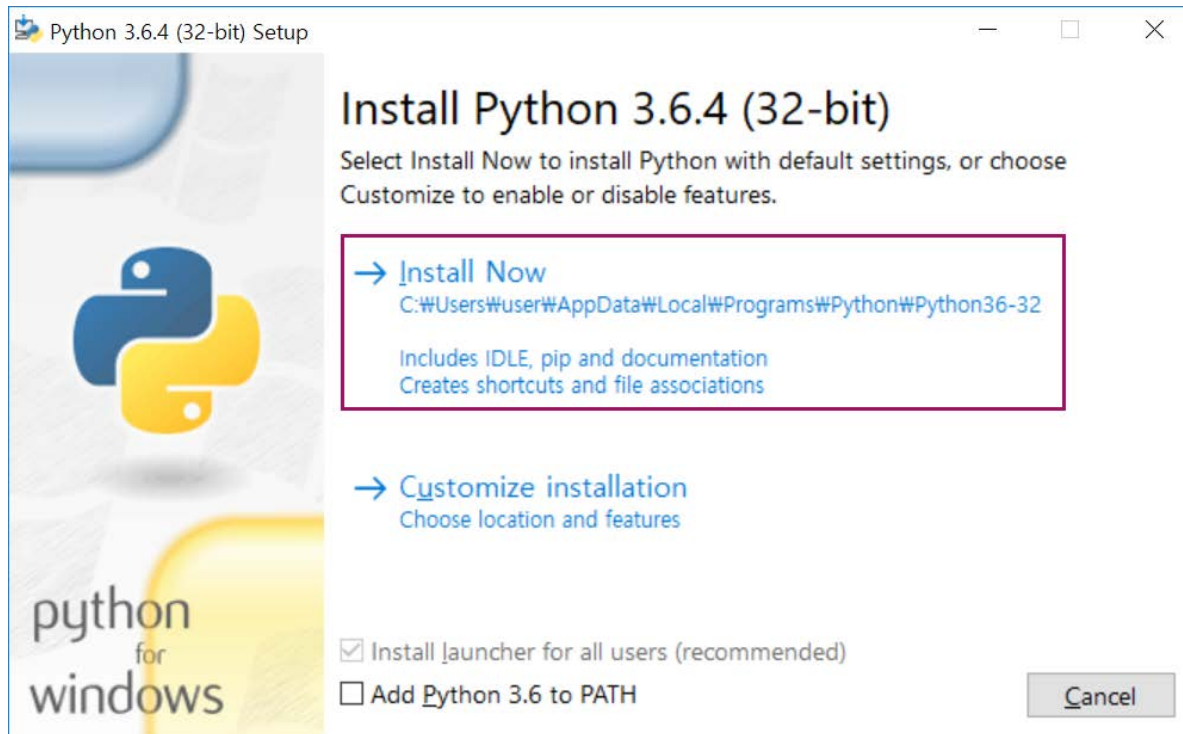 Python 3.6.4 (32-bit) Setup
Install Python 3.6.4 (32-bit)
Select Install Now to install Python with default settings, or choose
Customize to enable or disable features.
Install Now
C:₩Users₩user₩AppData₩Local₩Programs₩Python₩Python36-32
Includes IDLE, pip and documentation
Creates shortcuts and file associations
Customize installation
Choose location and features
python
for
windows
Install launcher for all users (recommended)
Add Python 3.6 to PATH
Cancel